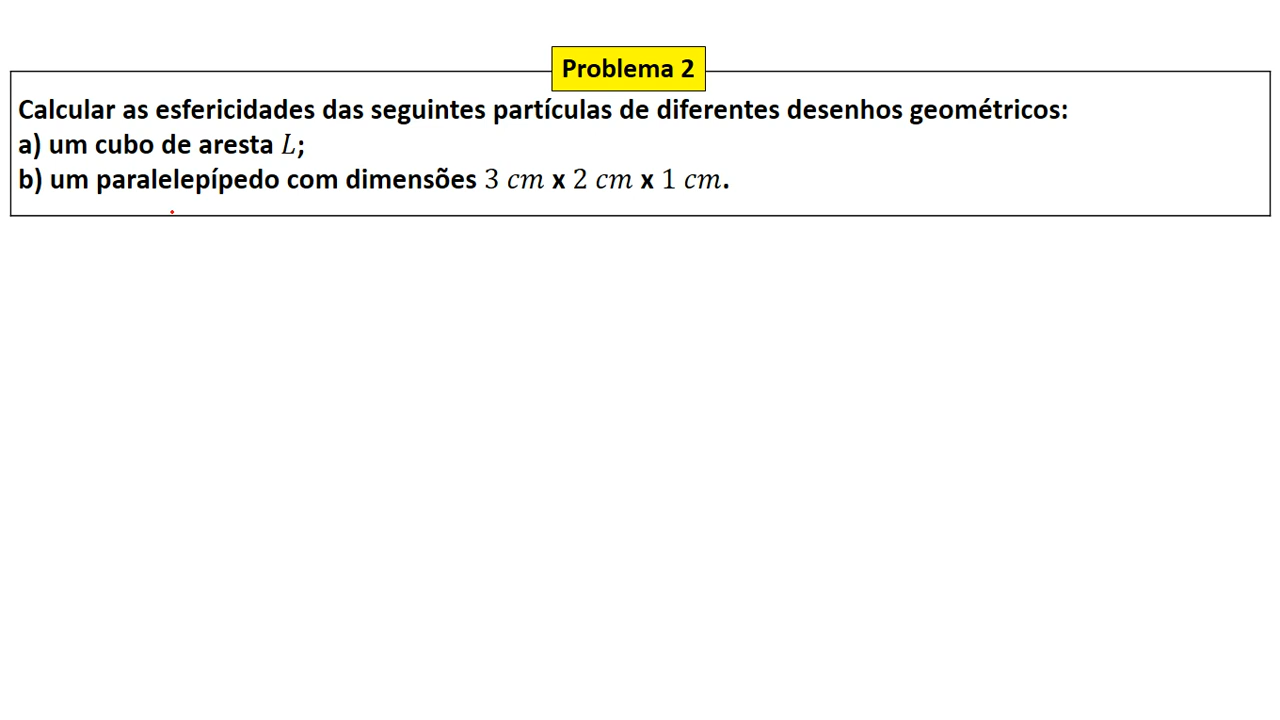 Problema 2
Calcular as esfericidades das seguintes partículas de diferentes desenhos geométricos:
a) um cubo de aresta L;
b) um paralelepípedo com dimensões 3 cm x 2 cm x 1 cm.